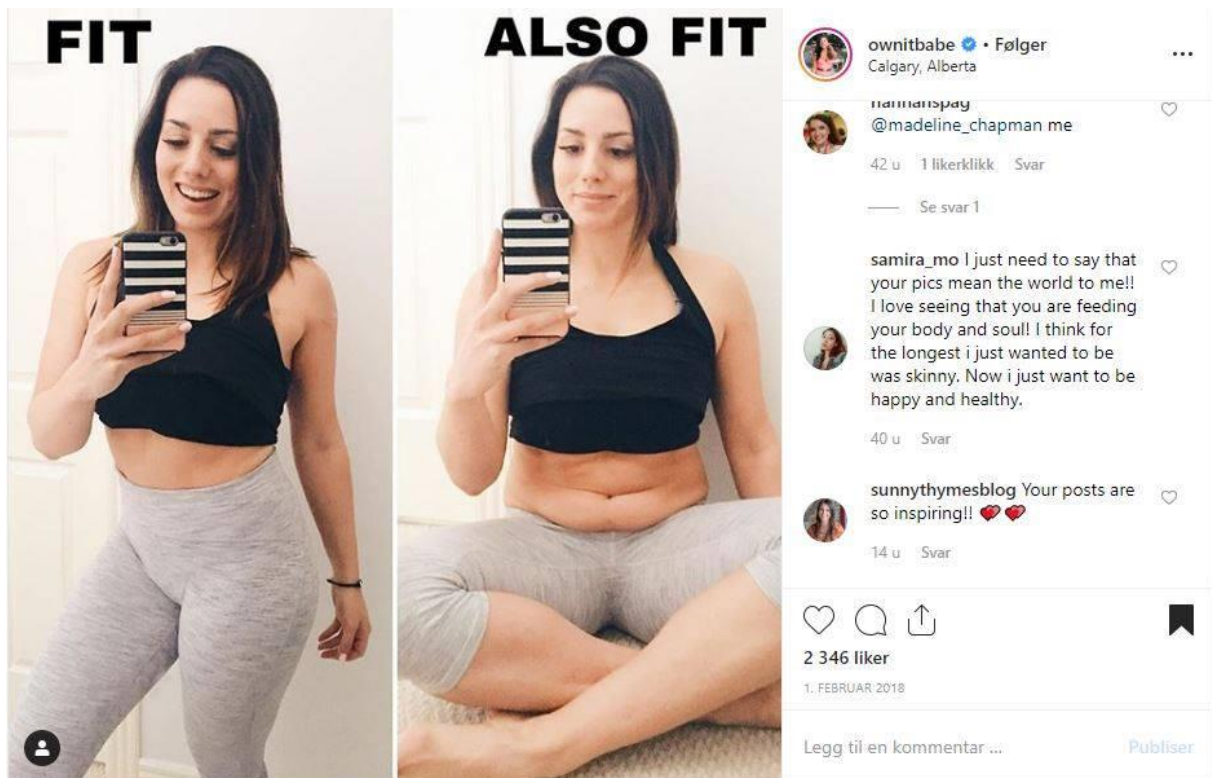 FIT
ALSO FIT
ownitbabe • Følger
Calgary, Alberta
hannahspag
@madeline_chapman me
42 u 1 likerklikk Svar
Se svar 1
samira_mo I just need to say that
your pics mean the world to me!!
I love seeing that you are feeding
your body and soul! I think for
the longest i just wanted to be
was skinny. Now i just want to be
happy and healthy.
40 u Svar
sunnythymesblog Your posts are
so inspiring!! 💞 💞
14 u Svar
2 346 liker
1. FEBRUAR 2018
Legg til en kommentar ...
Publiser